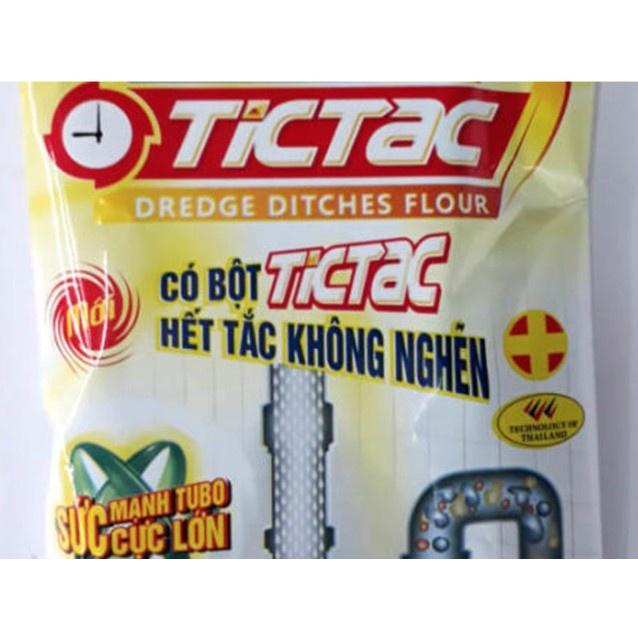 TicTac
DREDGE DITCHES FLOUR
Mới
CÓ BỘT TicTac
HẾT TẮC KHÔNG NGHẼN
TECHNOLOGY OF
THAILAND
SỨC MẠNH TUBO
CỰC LỚN